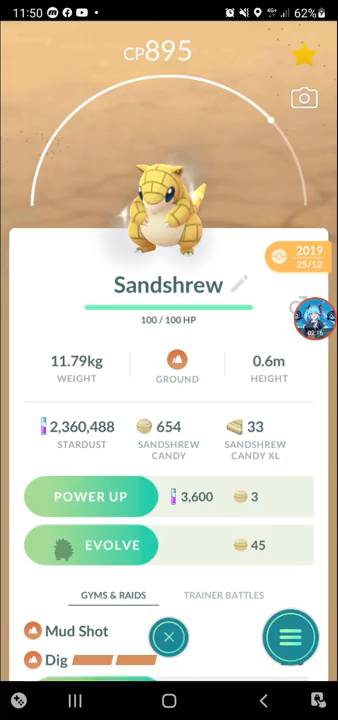 11:50 62%
CP895
2019
25/12
Sandshrew
100 / 100 HP
02:16
11.79kg 0.6m
WEIGHT GROUND HEIGHT
2,360,488 654 33
STARDUST SANDSHREW CANDY SANDSHREW CANDY XL
POWER UP 3,600 3
EVOLVE 45
GYMS & RAIDS TRAINER BATTLES
Mud Shot
Dig